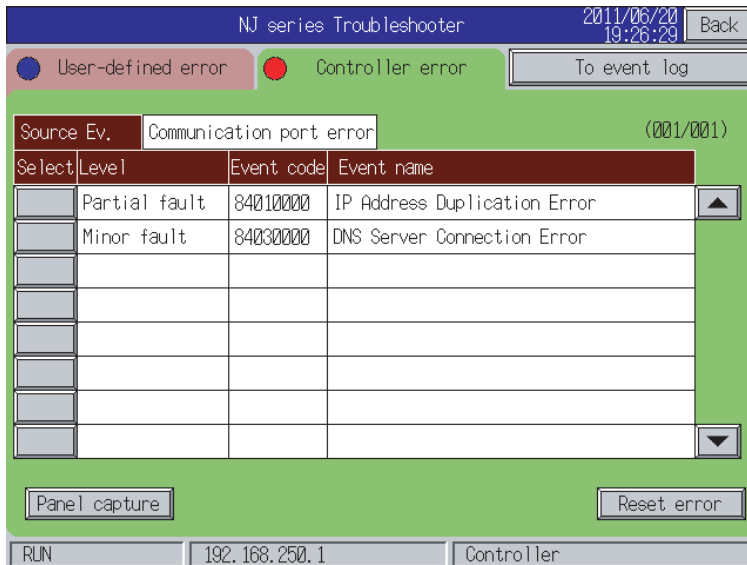 NJ series Troubleshooter 2011/06/20 19:26:29 Back
User-defined error Controller error To event log
Source Ev. Communication port error (001/001)
Select Level Event code Event name
Partial fault 84010000 IP Address Duplication Error
Minor fault 84030000 DNS Server Connection Error
Panel capture Reset error
RUN 192.168.250.1 Controller